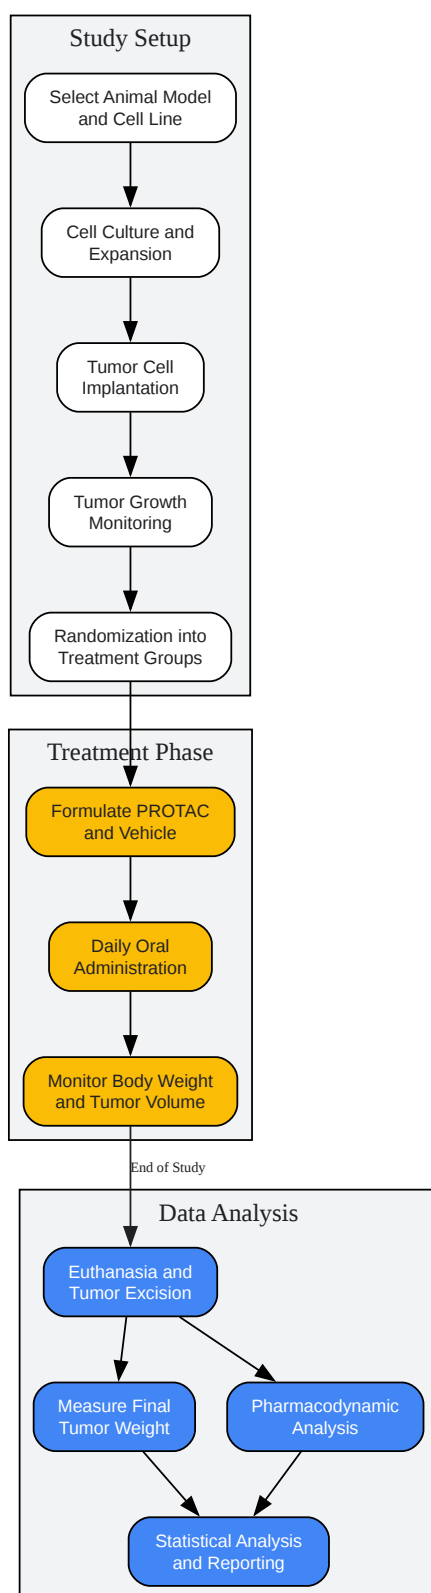 Study Setup
Select Animal Model
and Cell Line
Cell Culture and
Expansion
Tumor Cell
Implantation
Tumor Growth
Monitoring
Randomization into
Treatment Groups
Treatment Phase
Formulate PROTAC
and Vehicle
Daily Oral
Administration
Monitor Body Weight
and Tumor Volume
End of Study
Data Analysis
Euthanasia and
Tumor Excision
Measure Final
Tumor Weight
Pharmacodynamic
Analysis
Statistical Analysis
and Reporting